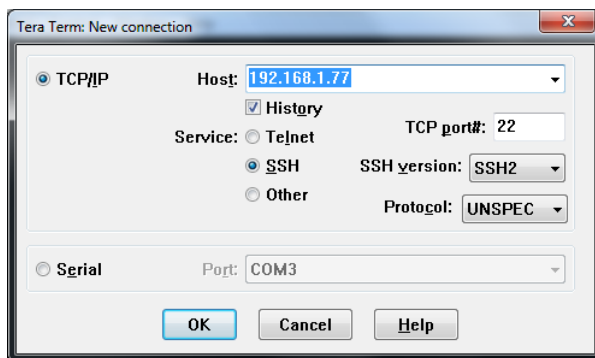 Tera Term: New connection
TCP/IP Host: 192.168.1.77
History
Service: Telnet TCP port#: 22
SSH SSH version: SSH2
Other Protocol: UNSPEC
Serial Port: COM3
OK Cancel Help